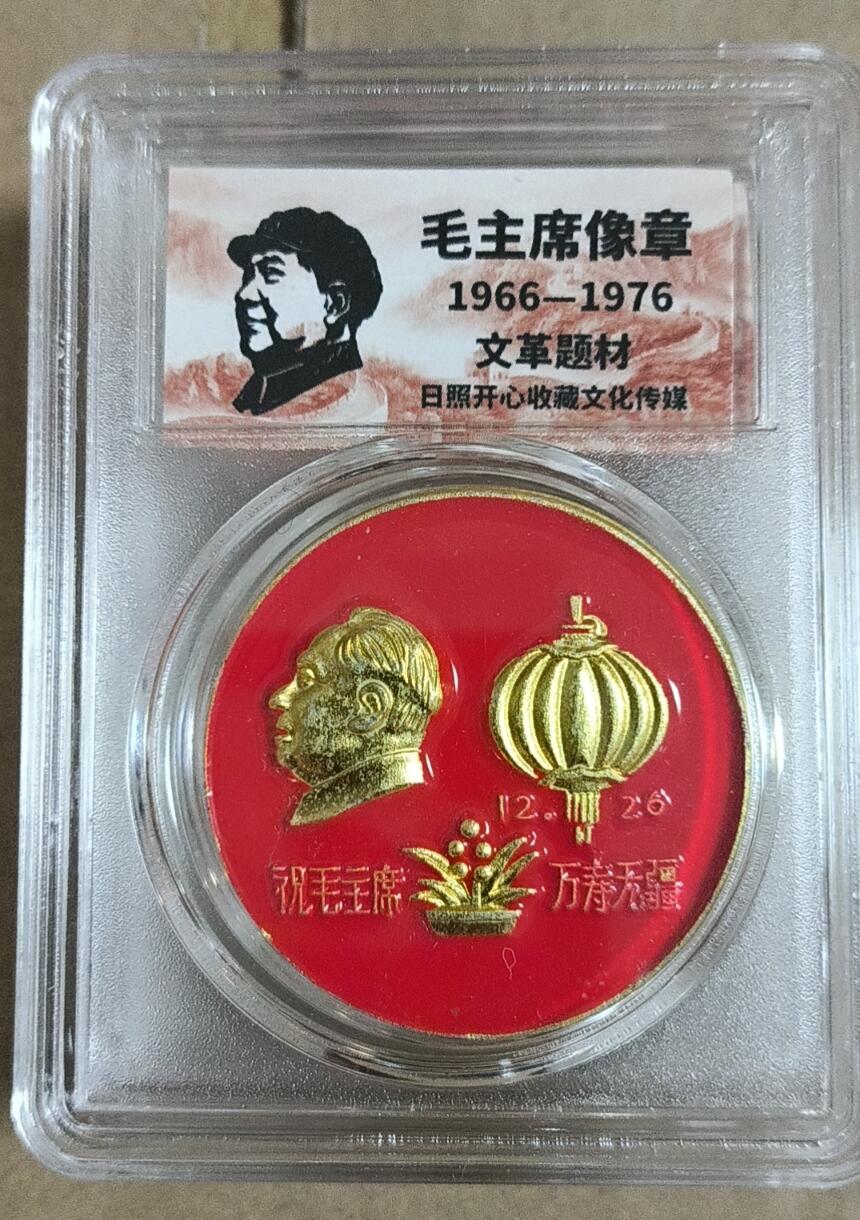 毛主席像章
1966—1976
文革题材
日照开心收藏文化传媒
12. 26
祝毛主席 万寿无疆